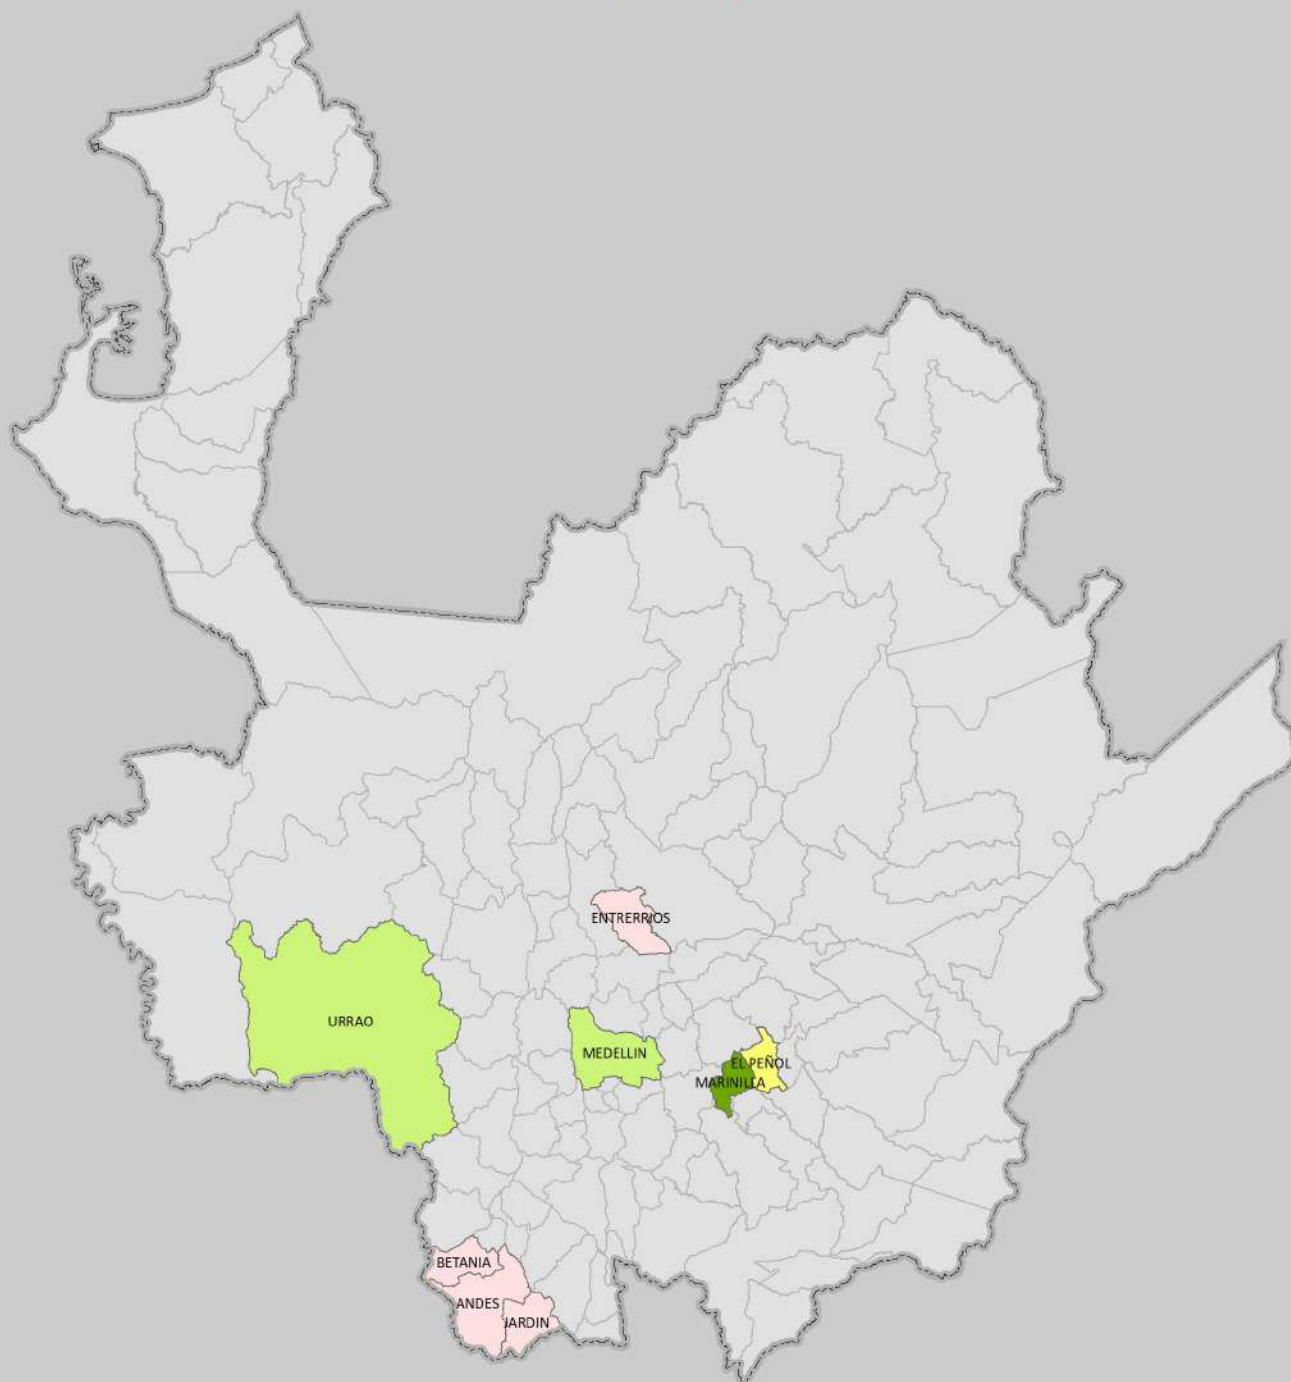 ENTRERRIOS
URRAO
MEDELLIN
EL PEÑOL
MARINILLA
BETANIA
ANDES
JARDIN